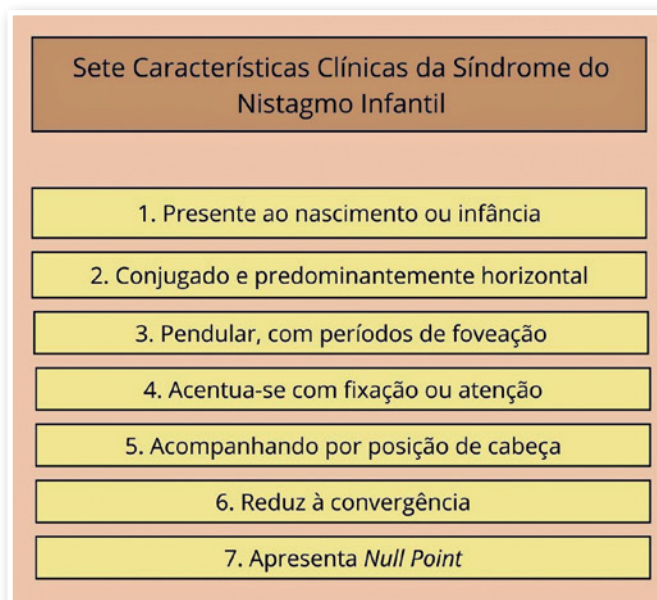 Sete Características Clínicas da Síndrome do
Nistagmo Infantil
1. Presente ao nascimento ou infância
2. Conjugado e predominantemente horizontal
3. Pendular, com períodos de foveação
4. Acentua-se com fixação ou atenção
5. Acompanhando por posição de cabeça
6. Reduz à convergência
7. Apresenta Null Point